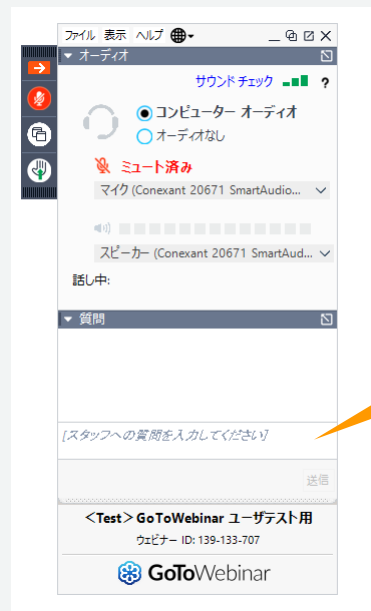 ファイル 表示 ヘルプ
オーディオ
サウンド チェック ?
コンピューター オーディオ
オーディオなし
ミュート済み
マイク (Conexant 20671 SmartAudio...
スピーカー (Conexant 20671 SmartAud...
話し中:
質問
[スタッフへの質問を入力してください]
送信
<Test> GoToWebinar ユーザテスト用
ウェビナー ID: 139-133-707
GoToWebinar